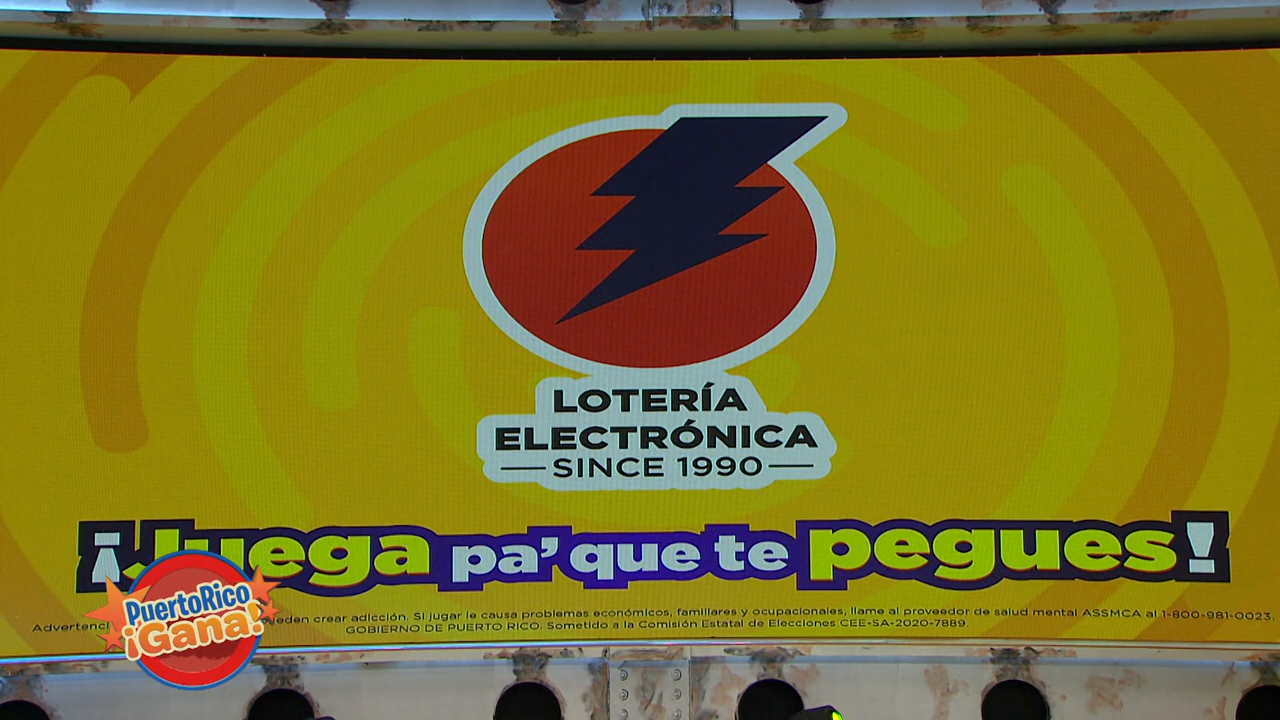 LOTERÍA
ELECTRÓNICA
SINCE 1990
¡Juega pa' que te pegues!
PuertoRico
¡Gana!
Advertenci eden crear adicción. Si jugar le causa problemas económicos, familiares y ocupacionales, llame al proveedor de salud mental ASSMCA al 1-800-981-0023.
GOBIERNO DE PUERTO RICO. Sometido a la Comisión Estatal de Elecciones CEE-SA-2020-7889.